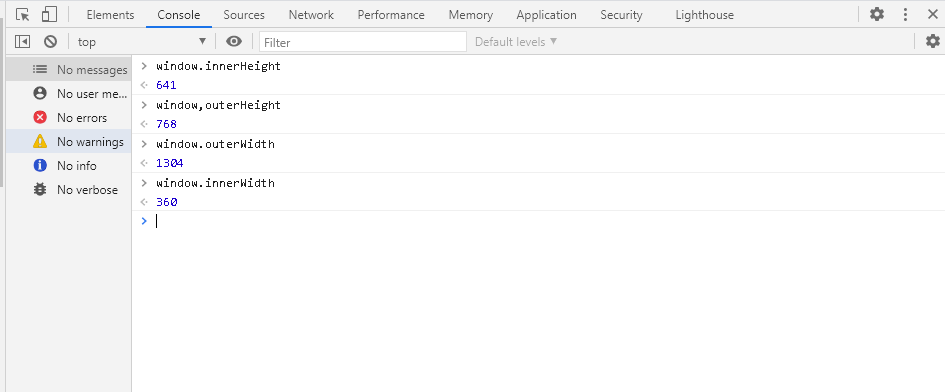 Elements Console Sources Network Performance Memory Application Security Lighthouse
top Filter Default levels
No messages
No user me...
No errors
No warnings
No info
No verbose
window.innerHeight
641
window,outerHeight
768
window.outerWidth
1304
window.innerWidth
360